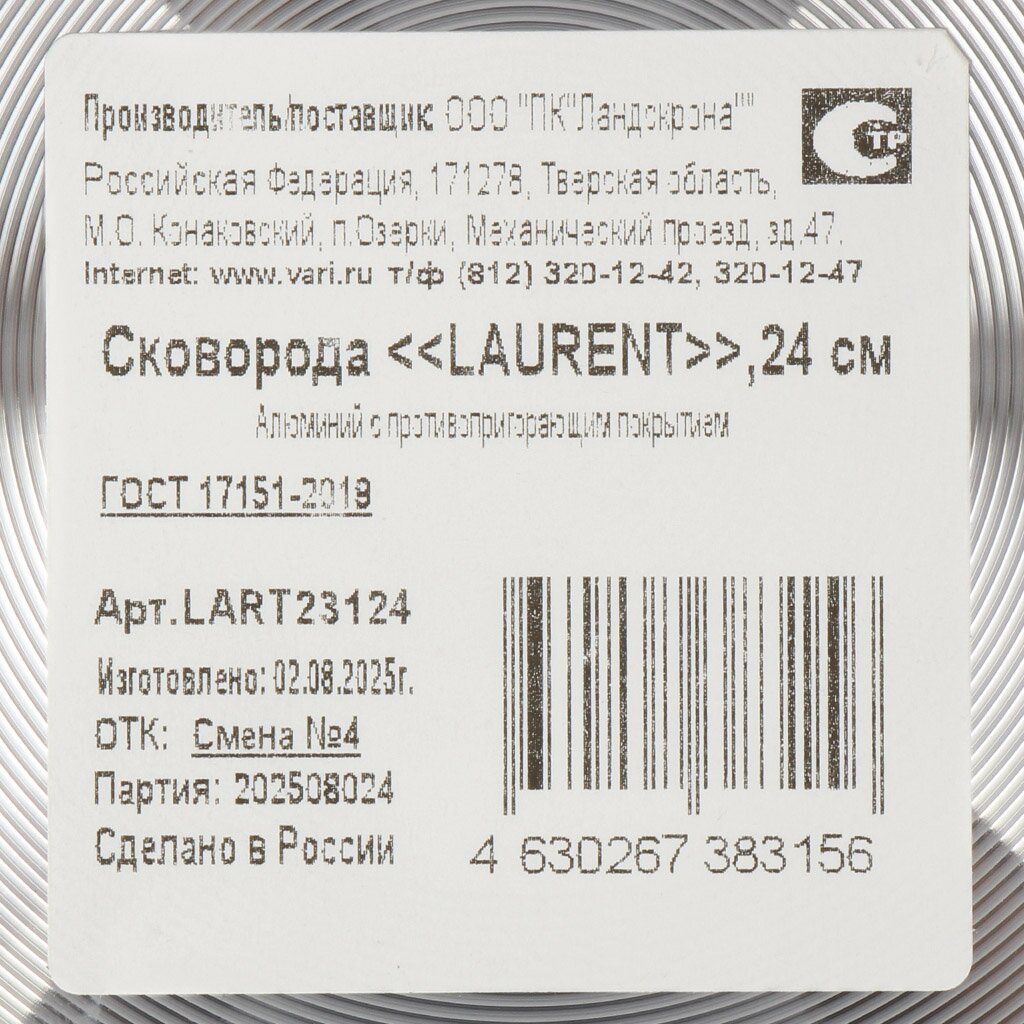 Производитель/поставщик: ООО "ПК"Ландскрона""
Российская Федерация, 171278, Тверская область,
М.О. Конаковский, п.Озерки, Механический проезд, зд.47.
Internet: www.vari.ru т/ф (812) 320-12-42, 320-12-47
СТР
Сковорода <<LAURENT>>,24 см
Алюминий с противопригорающим покрытием
ГОСТ 17151-2019
Арт.LART23124
Изготовлено: 02.08.2025г.
ОТК: Смена №4
Партия: 202508024
Сделано в России
4 630267 383156